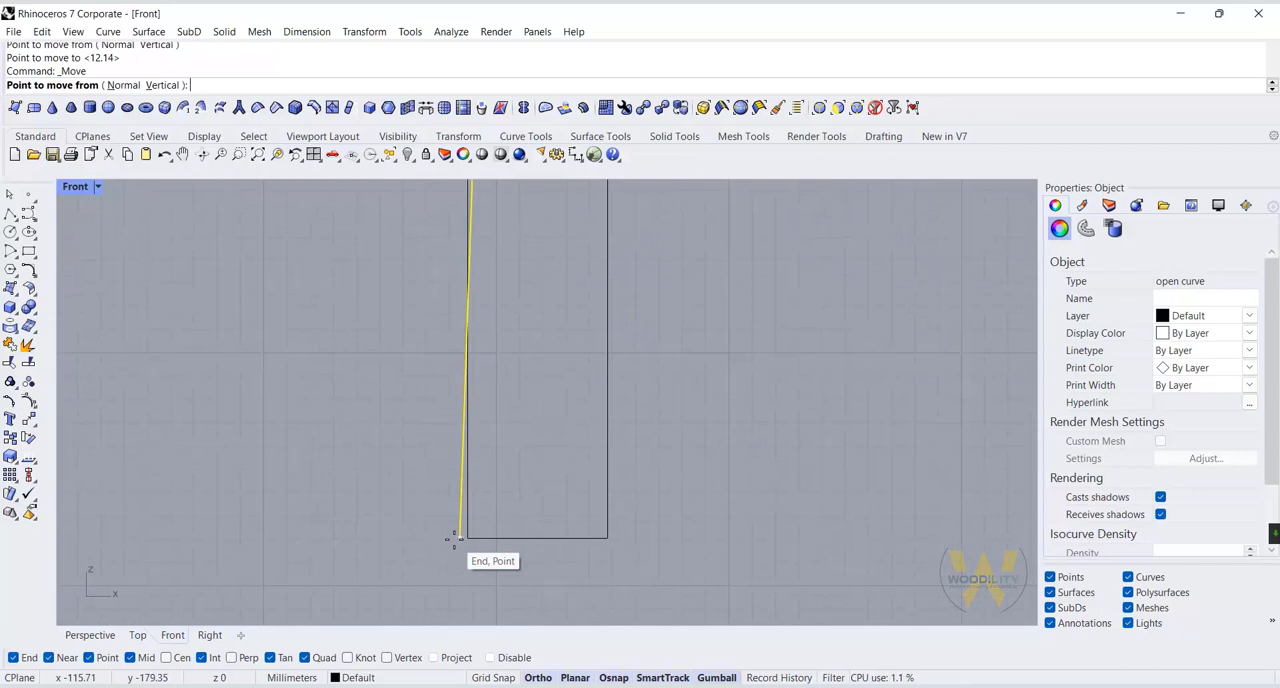 Rhinoceros 7 Corporate - [Front]
File Edit View Curve Surface SubD Solid Mesh Dimension Transform Tools Analyze Render Panels Help
Point to move from ( Normal Vertical )
Point to move to <12.14>
Command: _Move
Point to move from ( Normal Vertical ):
Standard CPlanes Set View Display Select Viewport Layout Visibility Transform Curve Tools Surface Tools Solid Tools Mesh Tools Render Tools Drafting New in V7
Front
Properties: Object
Object
Type open curve
Name
Layer Default
Display Color By Layer
Linetype By Layer
Print Color By Layer
Print Width By Layer
Hyperlink ...
Render Mesh Settings
Custom Mesh
Settings Adjust...
Rendering
Casts shadows
Receives shadows
Isocurve Density
Density
End, Point
WOODILITY
z
x
Points Curves
Surfaces Polysurfaces
SubDs Meshes
Annotations Lights
Perspective Top Front Right
End Near Point Mid Cen Int Perp Tan Quad Knot Vertex Project Disable
CPlane x -115.71 y -179.35 z 0 Millimeters Default Grid Snap Ortho Planar Osnap SmartTrack Gumball Record History Filter CPU use: 1.1 %